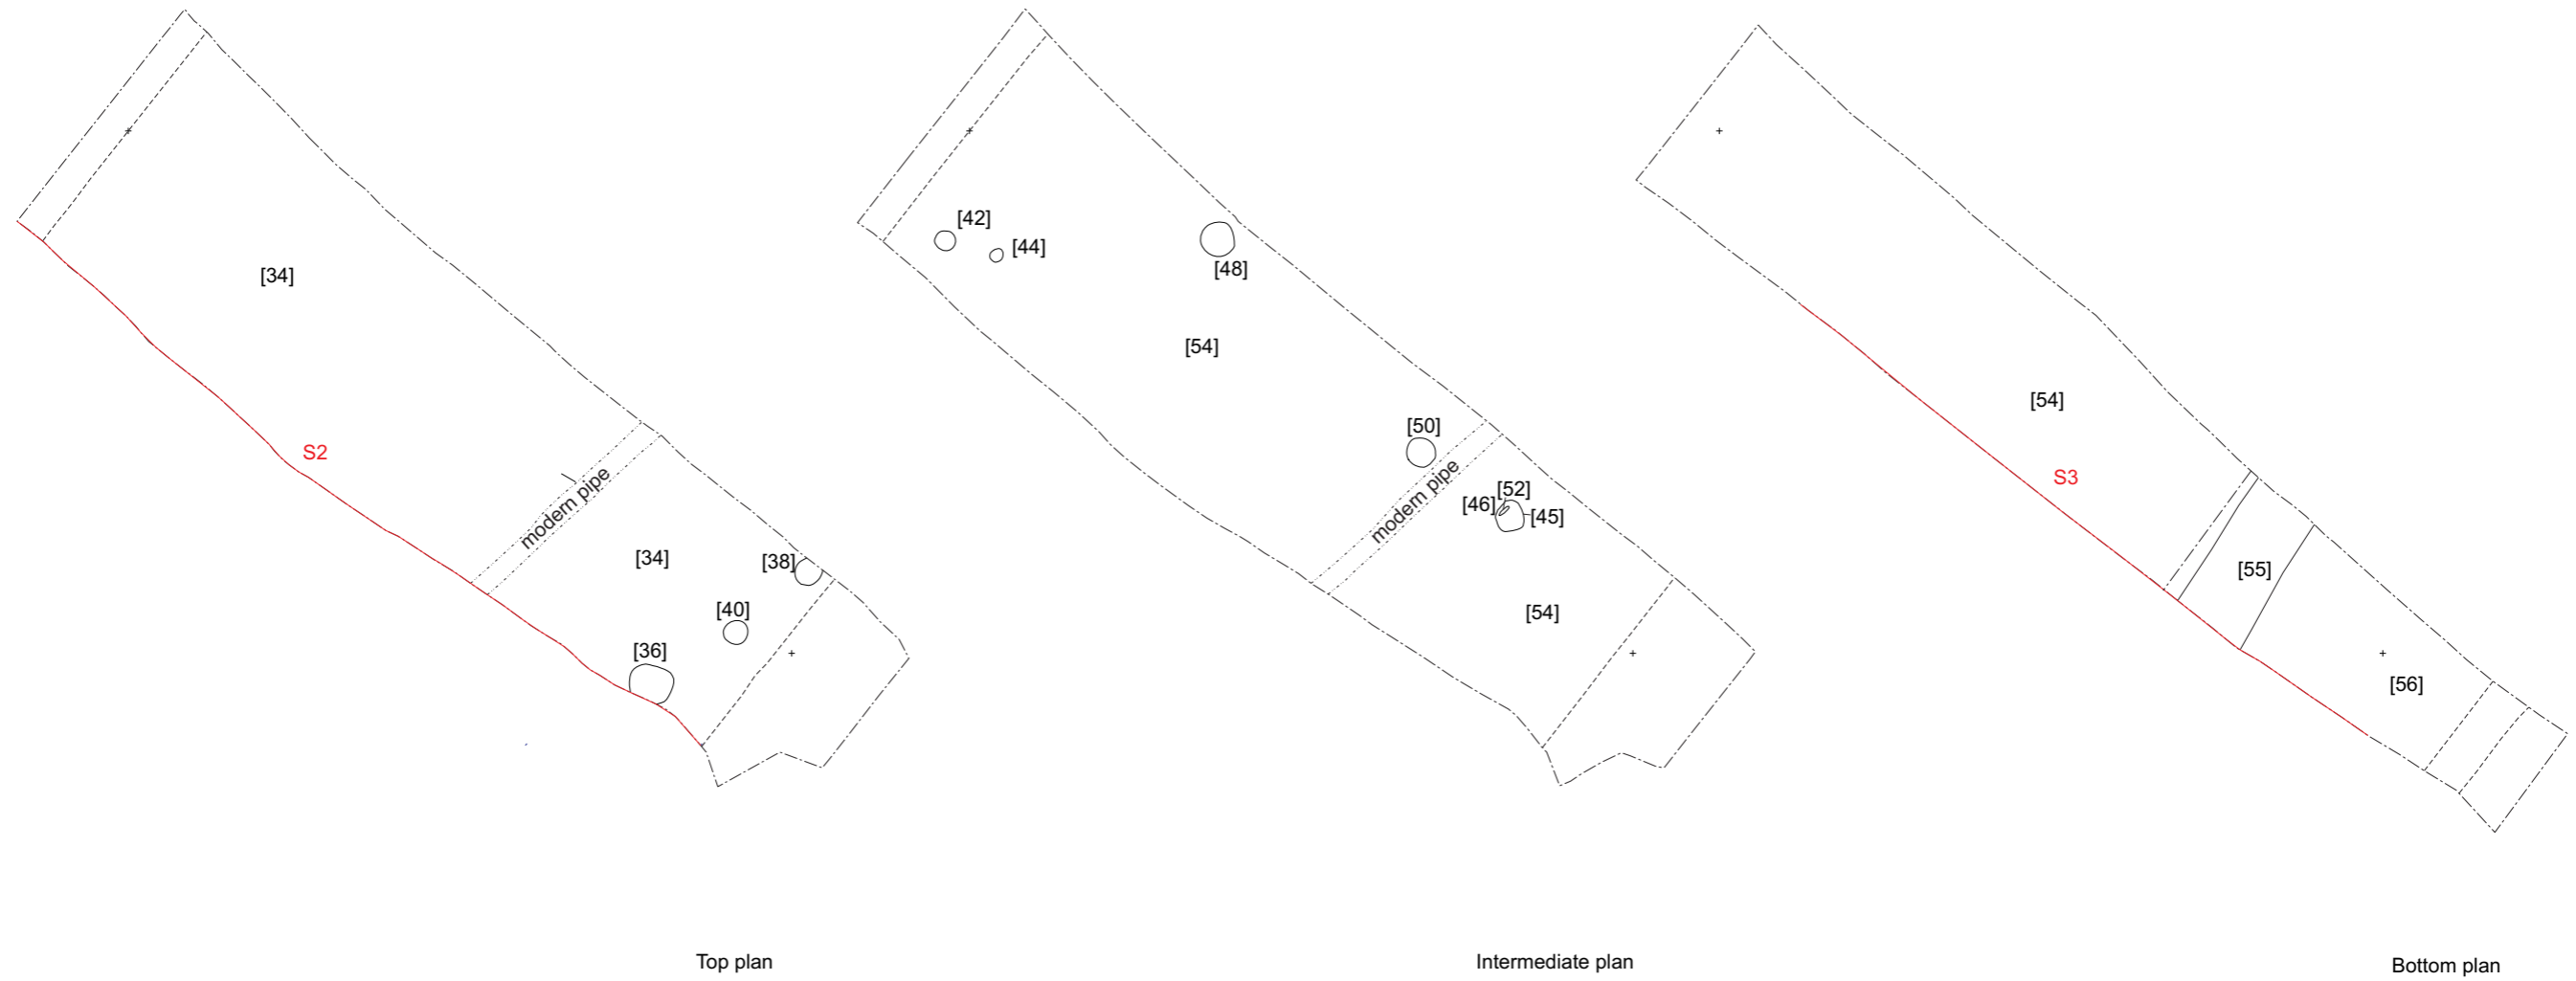 [34]
S2
modern pipe
[34]
[38]
[40]
[36]
Top plan
[42]
[44]
[48]
[54]
[50]
modern pipe
[52]
[46]
[45]
[54]
Intermediate plan
[54]
S3
[55]
[56]
Bottom plan